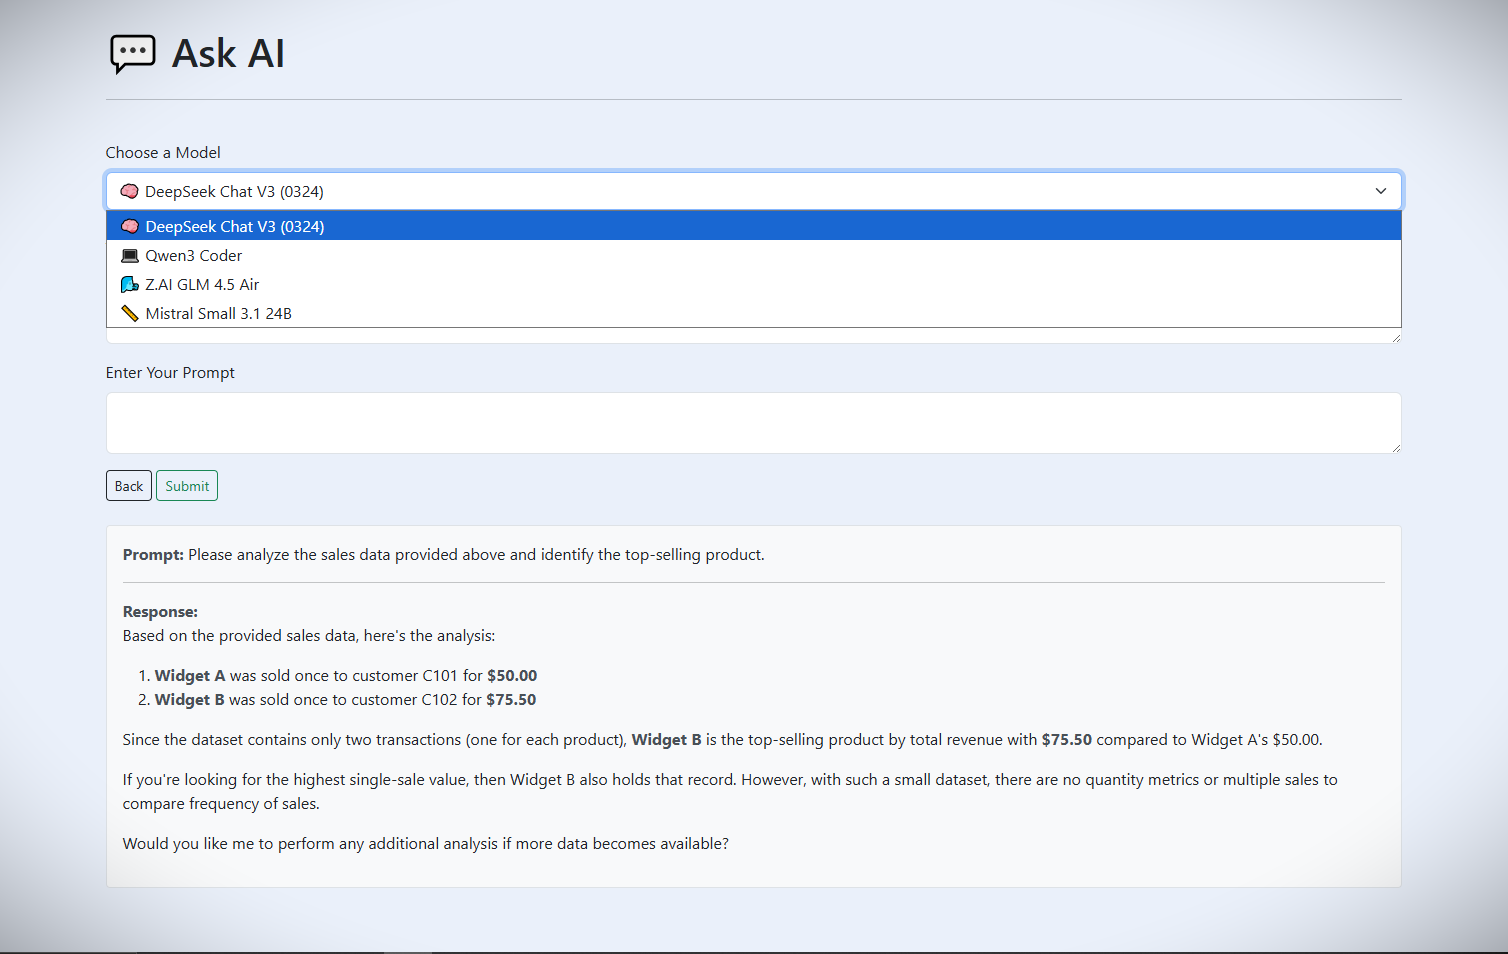 Ask AI
Choose a Model
DeepSeek Chat V3 (0324)
DeepSeek Chat V3 (0324)
Qwen3 Coder
Z.AI GLM 4.5 Air
Mistral Small 3.1 24B
Enter Your Prompt
Back Submit
Prompt: Please analyze the sales data provided above and identify the top-selling product.
Response:
Based on the provided sales data, here's the analysis:
1. Widget A was sold once to customer C101 for $50.00
2. Widget B was sold once to customer C102 for $75.50
Since the dataset contains only two transactions (one for each product), Widget B is the top-selling product by total revenue with $75.50 compared to Widget A's $50.00.
If you're looking for the highest single-sale value, then Widget B also holds that record. However, with such a small dataset, there are no quantity metrics or multiple sales to
compare frequency of sales.
Would you like me to perform any additional analysis if more data becomes available?